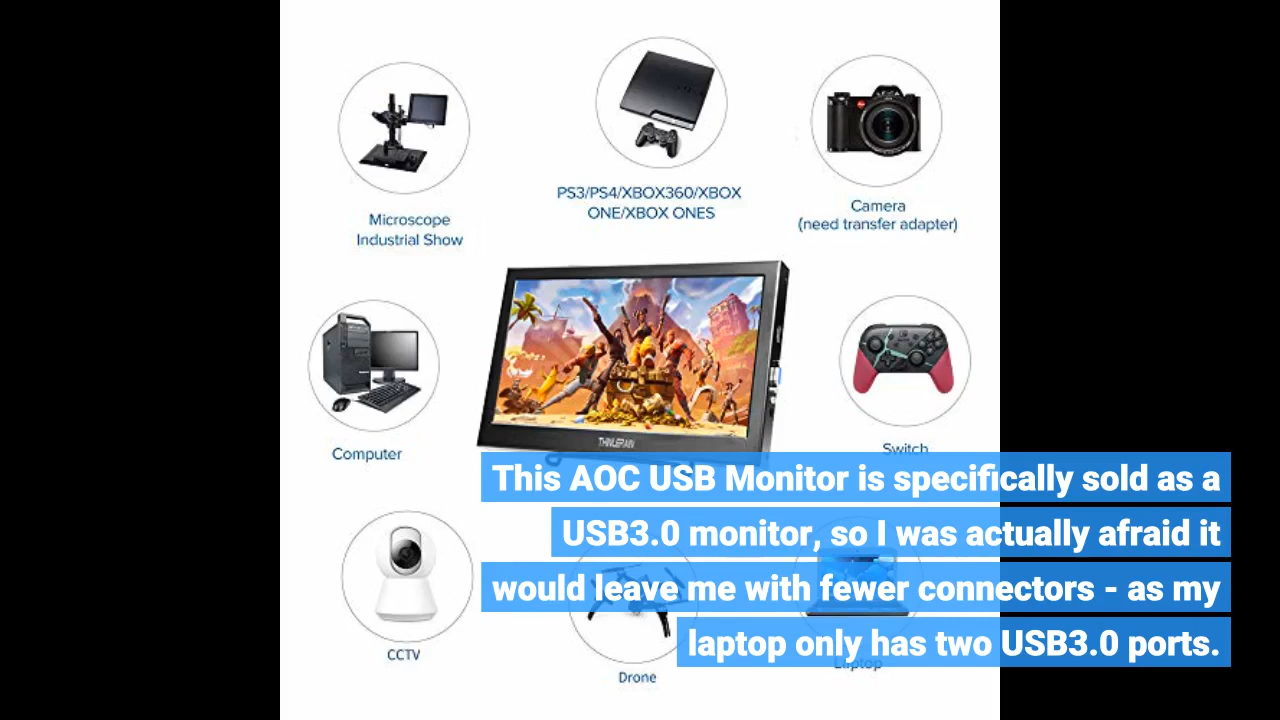 PS3/PS4/XBOX360/XBOX
ONE/XBOX ONES
Camera
(need transfer adapter)
Microscope
Industrial Show
THINLERAIN
Computer
Switch
This AOC USB Monitor is specifically sold as a
USB3.0 monitor, so I was actually afraid it
would leave me with fewer connectors - as my
laptop only has two USB3.0 ports.
CCTV
Laptop
Drone